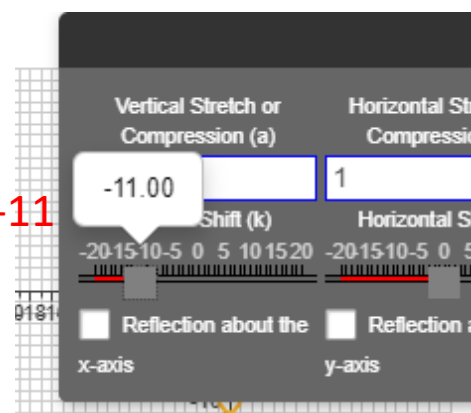 Vertical Stretch or
Compression (a)
Horizontal Str
Compressio
-11.00
1
-11
Shift (k)
Horizontal S
-20-15-10-5 0 5 10 15 20
-20-15-10-5 0 5
Reflection about the
x-axis
Reflection a
y-axis